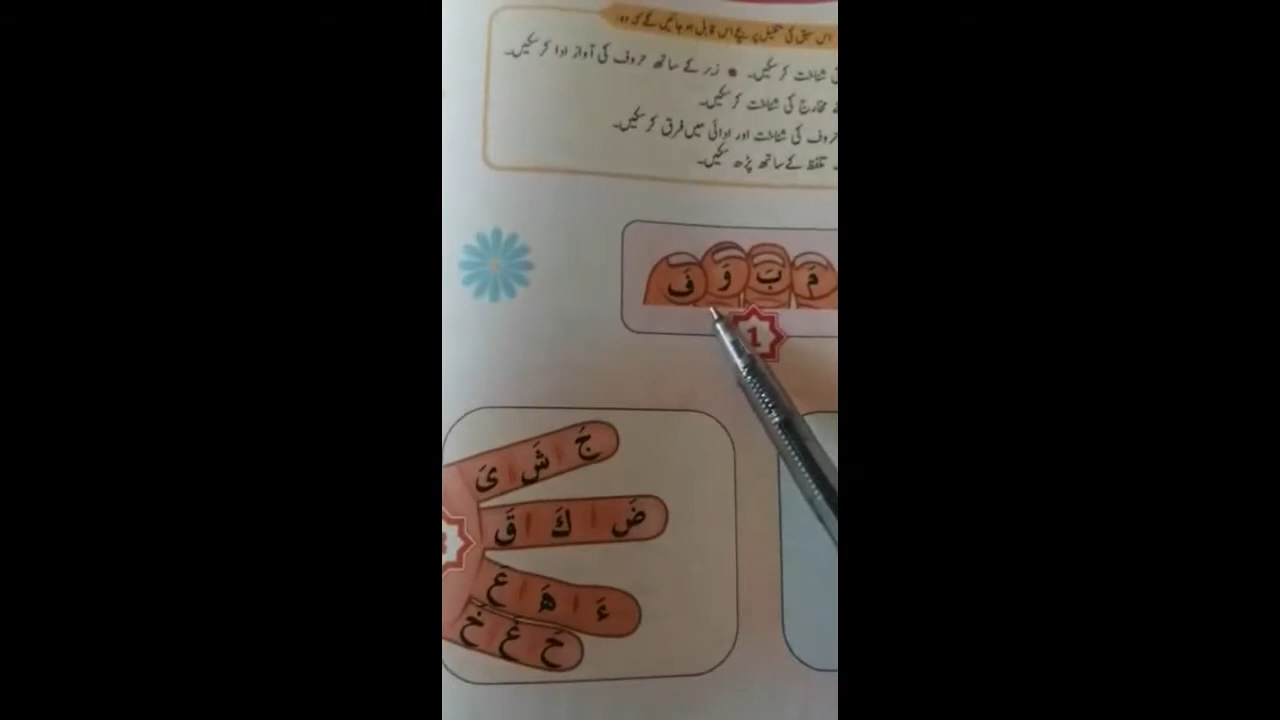 اس سبق کی تکمیل پر بچے اس قابل ہو جائیں گے کہ وہ
شناخت کر سکیں۔ • زبر کے ساتھ حروف کی آواز ادا کر سکیں۔
مخارج کی شناخت کر سکیں۔
حروف کی شناخت اور ادائی میں فرق کر سکیں۔
تلفظ کے ساتھ پڑھ سکیں۔
مَ بَ وَ فَ
1
جَ شَ یَ
ضَ كَ قَ
ءَ هَ عَ
حَ غَ خَ